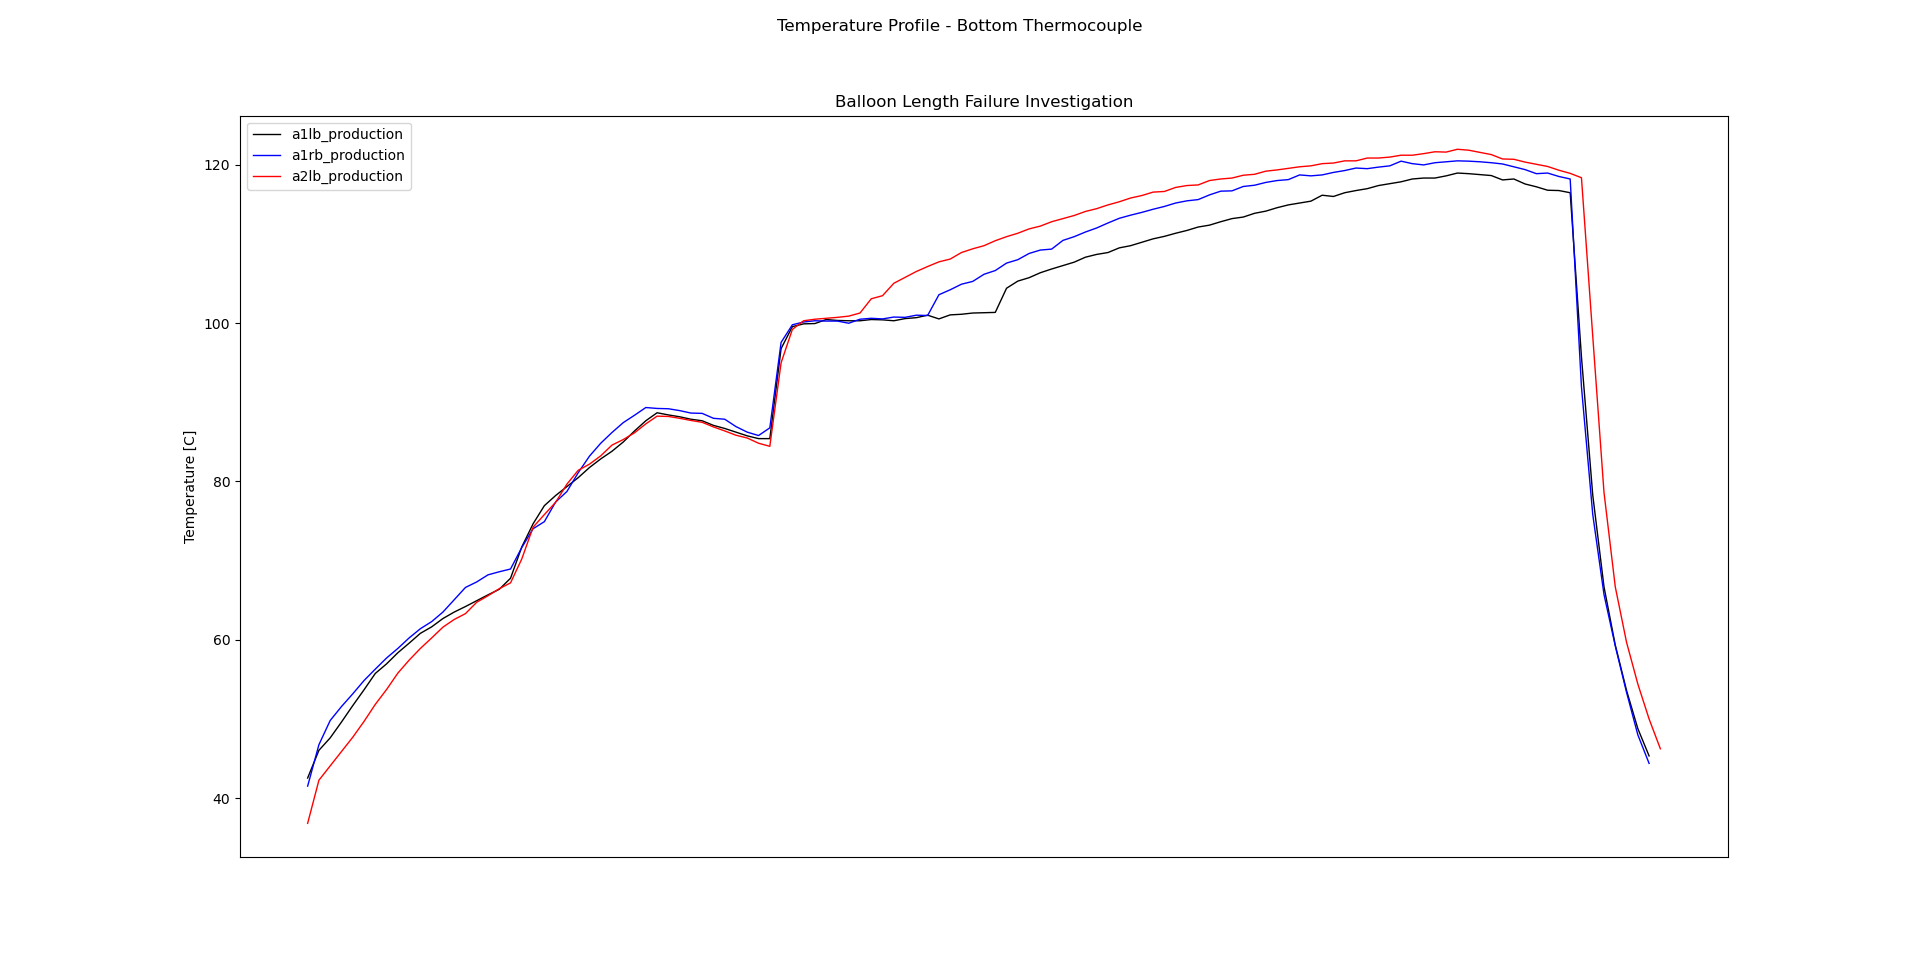 Temperature Profile - Bottom Thermocouple
Balloon Length Failure Investigation
a1lb_production
a1rb_production
a2lb_production
120
100
80
60
40
Temperature [C]